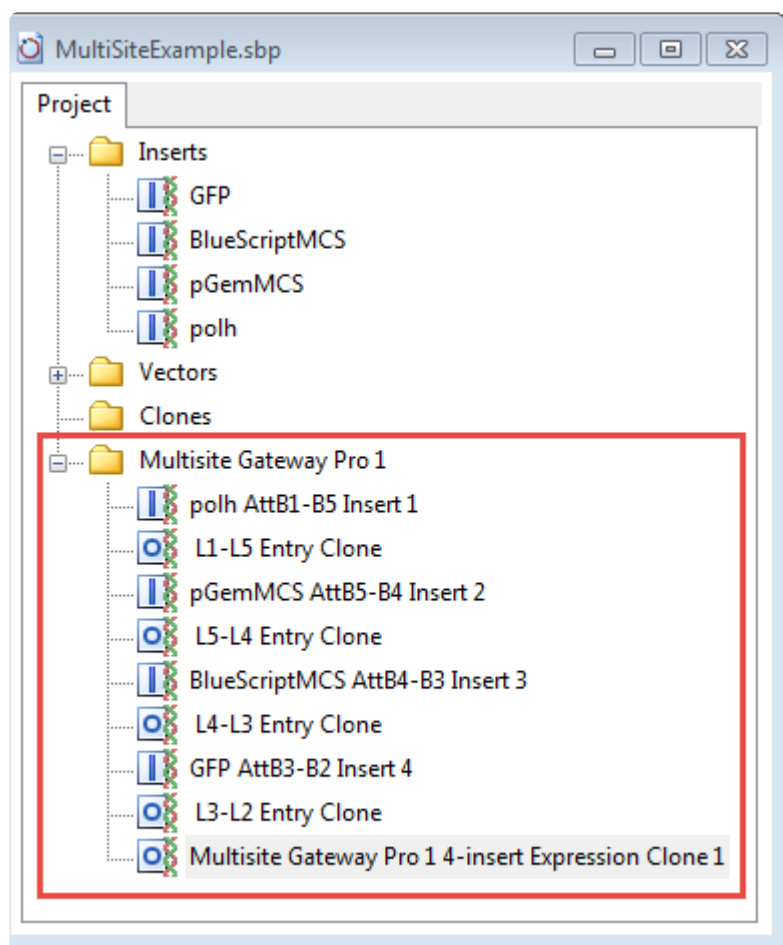 MultiSiteExample.sbp
Project
Inserts
GFP
BlueScriptMCS
pGemMCS
polh
Vectors
Clones
Multisite Gateway Pro 1
polh AttB1-B5 Insert 1
L1-L5 Entry Clone
pGemMCS AttB5-B4 Insert 2
L5-L4 Entry Clone
BlueScriptMCS AttB4-B3 Insert 3
L4-L3 Entry Clone
GFP AttB3-B2 Insert 4
L3-L2 Entry Clone
Multisite Gateway Pro 1 4-insert Expression Clone 1